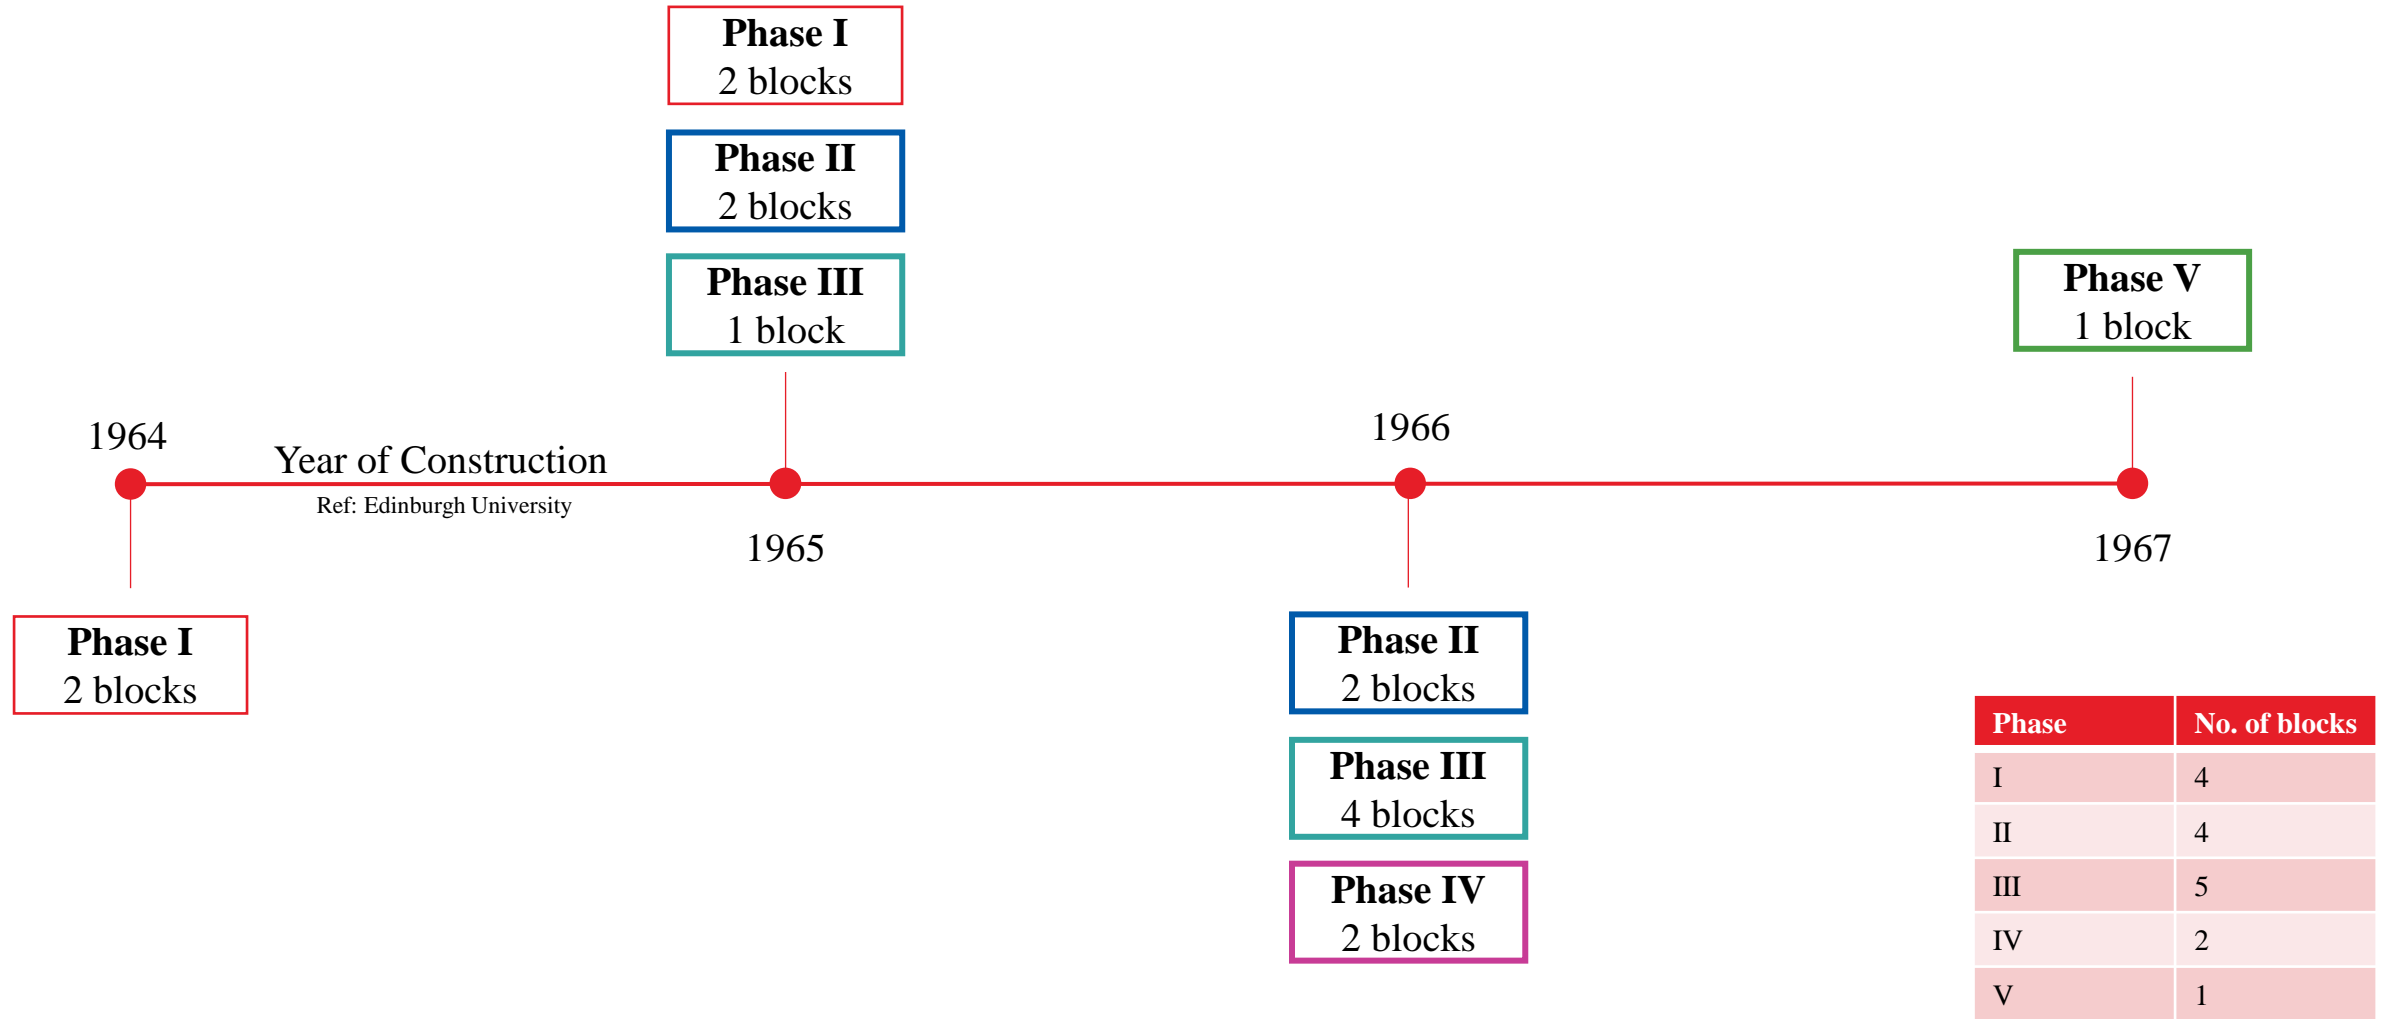 Phase I
2 blocks
Phase II
2 blocks
Phase III
1 block
Phase V
1 block
1964
Year of Construction
Ref: Edinburgh University
1965
1966
1967
Phase I
2 blocks
Phase II
2 blocks
Phase III
4 blocks
Phase IV
2 blocks
Phase No. of blocks
I 4
II 4
III 5
IV 2
V 1